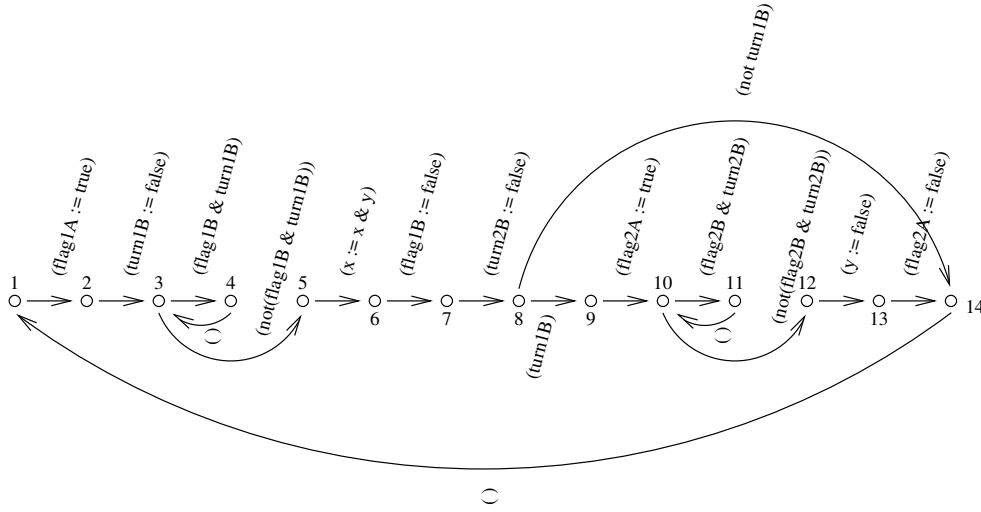 (not turn1B)
(flag1A := true)
(turn1B := false)
(flag1B & turn1B)
(not(flag1B & turn1B))
(x := x & y)
(flag1B := false)
(turn2B := false)
(flag2A := true)
(flag2B & turn2B)
(not(flag2B & turn2B))
(y := false)
(flag2A := false)
1
2
3
4
5
6
7
8
9
10
11
12
13
14
()
(turn1B)
()
()